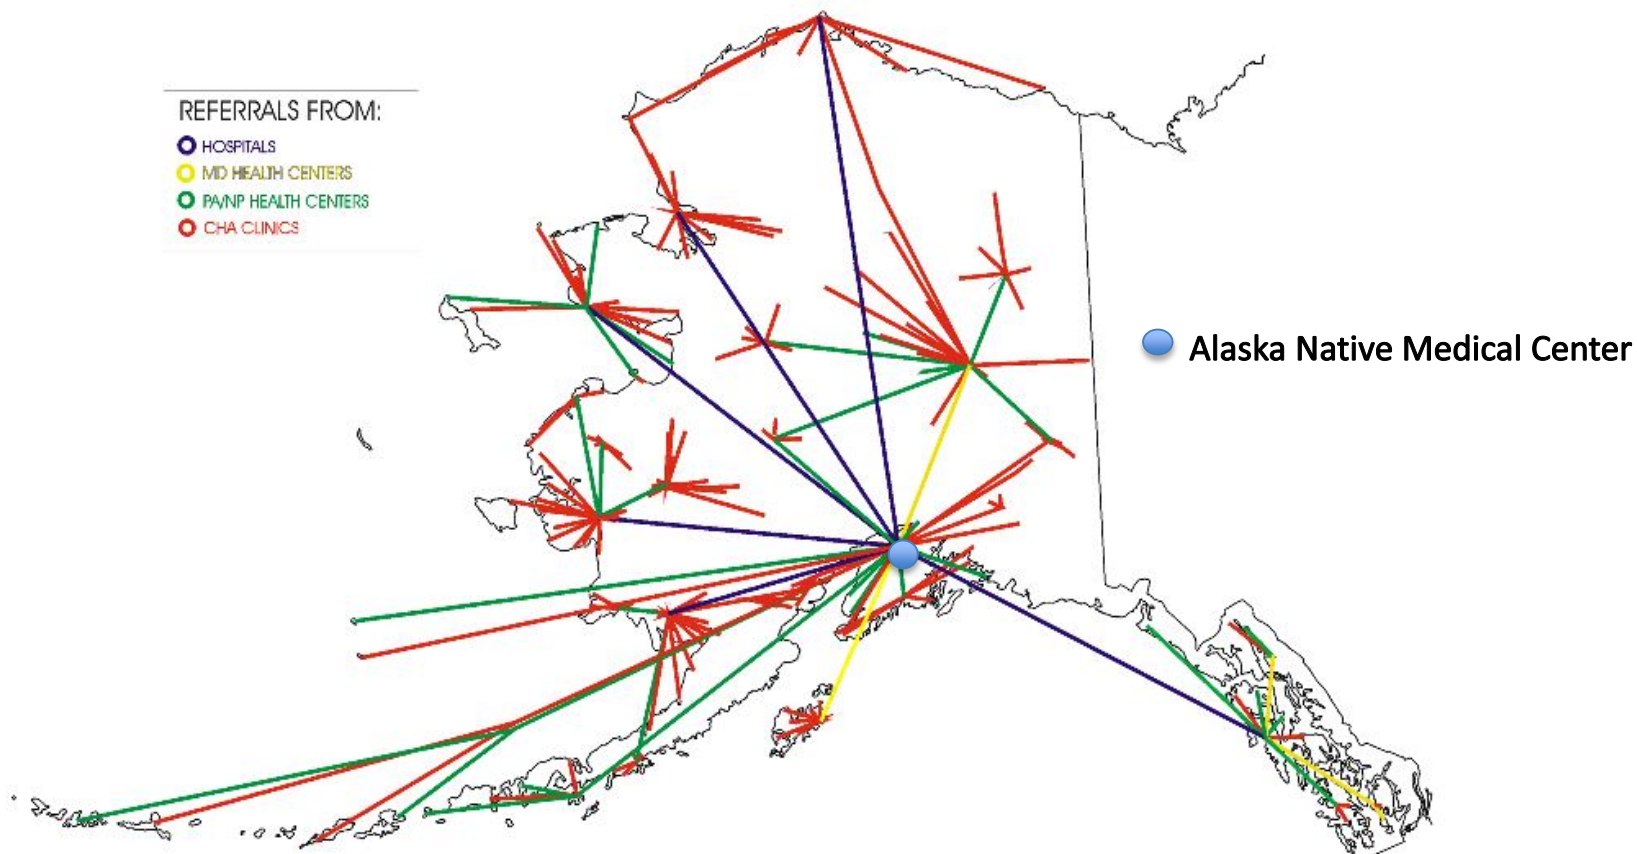 REFERRALS FROM:
HOSPITALS
MD HEALTH CENTERS
PA/NP HEALTH CENTERS
CHA CLINICS
Alaska Native Medical Center